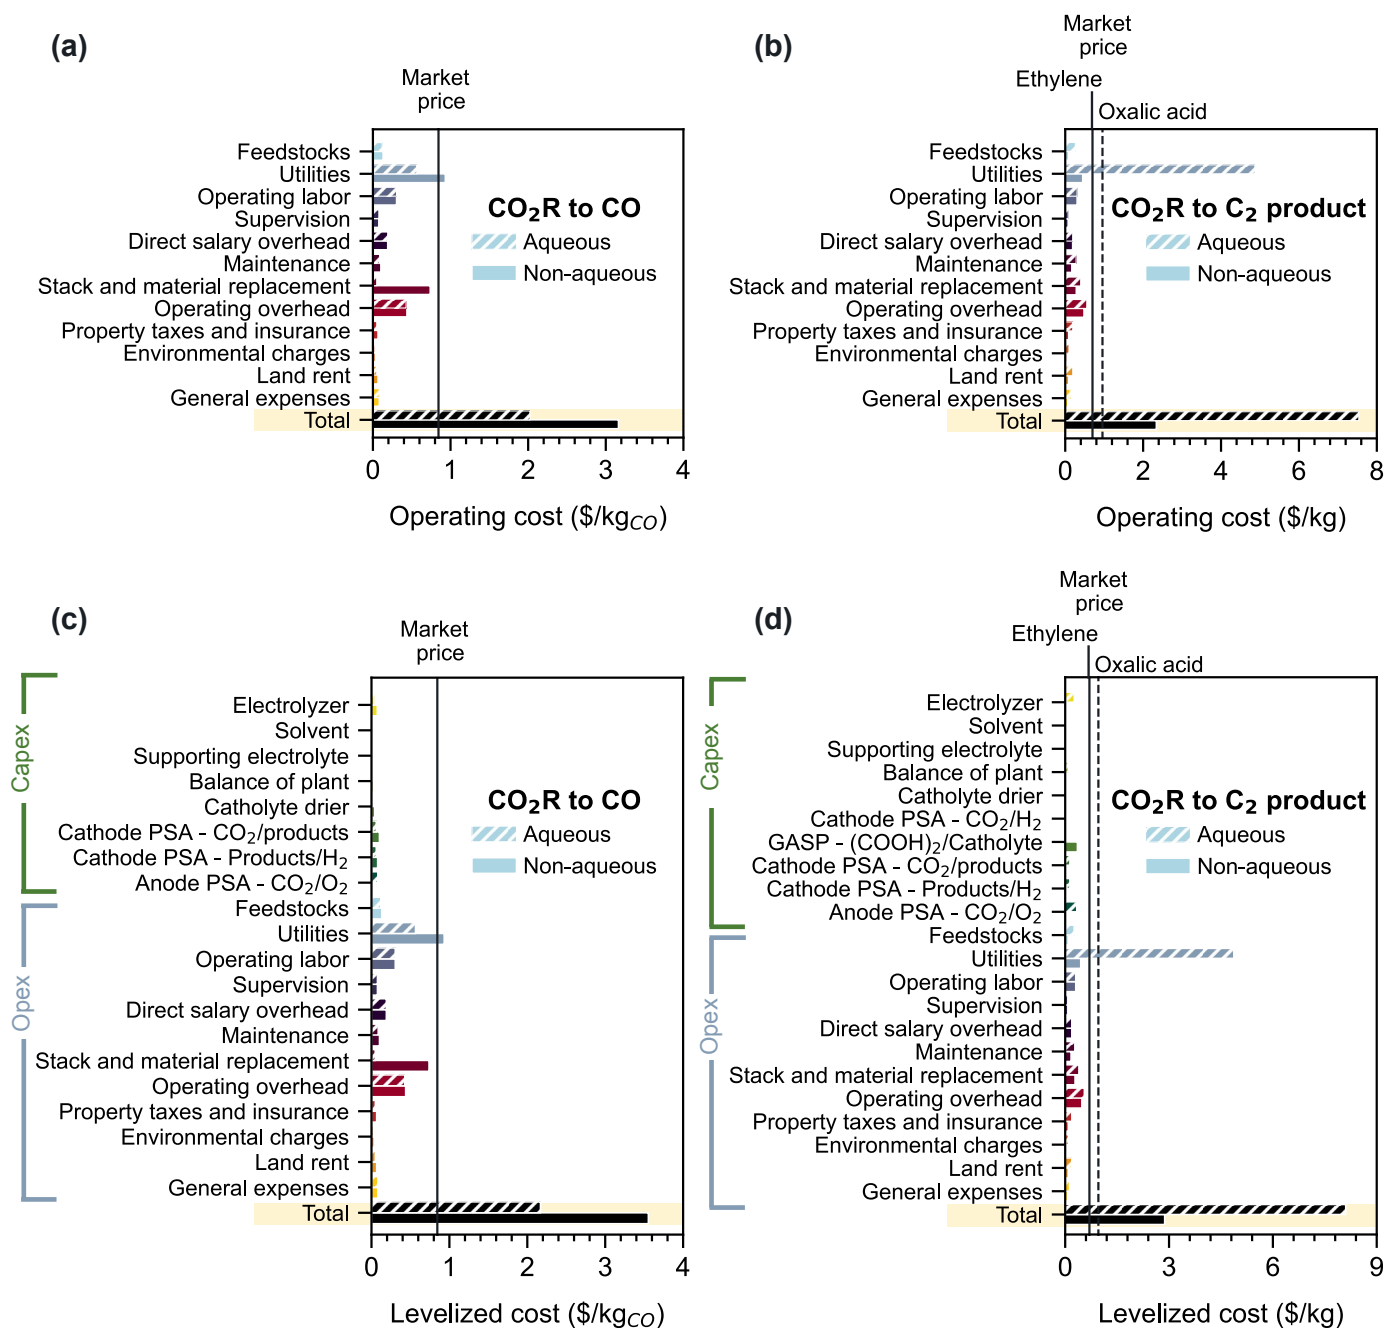 (a)
Market
price
Feedstocks
Utilities
Operating labor
Supervision
Direct salary overhead
Maintenance
Stack and material replacement
Operating overhead
Property taxes and insurance
Environmental charges
Land rent
General expenses
Total
CO₂R to CO
Aqueous
Non-aqueous
0 1 2 3 4
Operating cost ($/kg_CO)
(b)
Market
price
Ethylene
Oxalic acid
Feedstocks
Utilities
Operating labor
Supervision
Direct salary overhead
Maintenance
Stack and material replacement
Operating overhead
Property taxes and insurance
Environmental charges
Land rent
General expenses
Total
CO₂R to C₂ product
Aqueous
Non-aqueous
0 2 4 6 8
Operating cost ($/kg)
(c)
Market
price
Capex
Electrolyzer
Solvent
Supporting electrolyte
Balance of plant
Catholyte drier
Cathode PSA - CO₂/products
Cathode PSA - Products/H₂
Anode PSA - CO₂/O₂
Opex
Feedstocks
Utilities
Operating labor
Supervision
Direct salary overhead
Maintenance
Stack and material replacement
Operating overhead
Property taxes and insurance
Environmental charges
Land rent
General expenses
Total
CO₂R to CO
Aqueous
Non-aqueous
0 1 2 3 4
Levelized cost ($/kg_CO)
(d)
Market
price
Ethylene
Oxalic acid
Capex
Electrolyzer
Solvent
Supporting electrolyte
Balance of plant
Catholyte drier
Cathode PSA - CO₂/H₂
GASP - (COOH)₂/Catholyte
Cathode PSA - CO₂/products
Cathode PSA - Products/H₂
Anode PSA - CO₂/O₂
Opex
Feedstocks
Utilities
Operating labor
Supervision
Direct salary overhead
Maintenance
Stack and material replacement
Operating overhead
Property taxes and insurance
Environmental charges
Land rent
General expenses
Total
CO₂R to C₂ product
Aqueous
Non-aqueous
0 3 6 9
Levelized cost ($/kg)